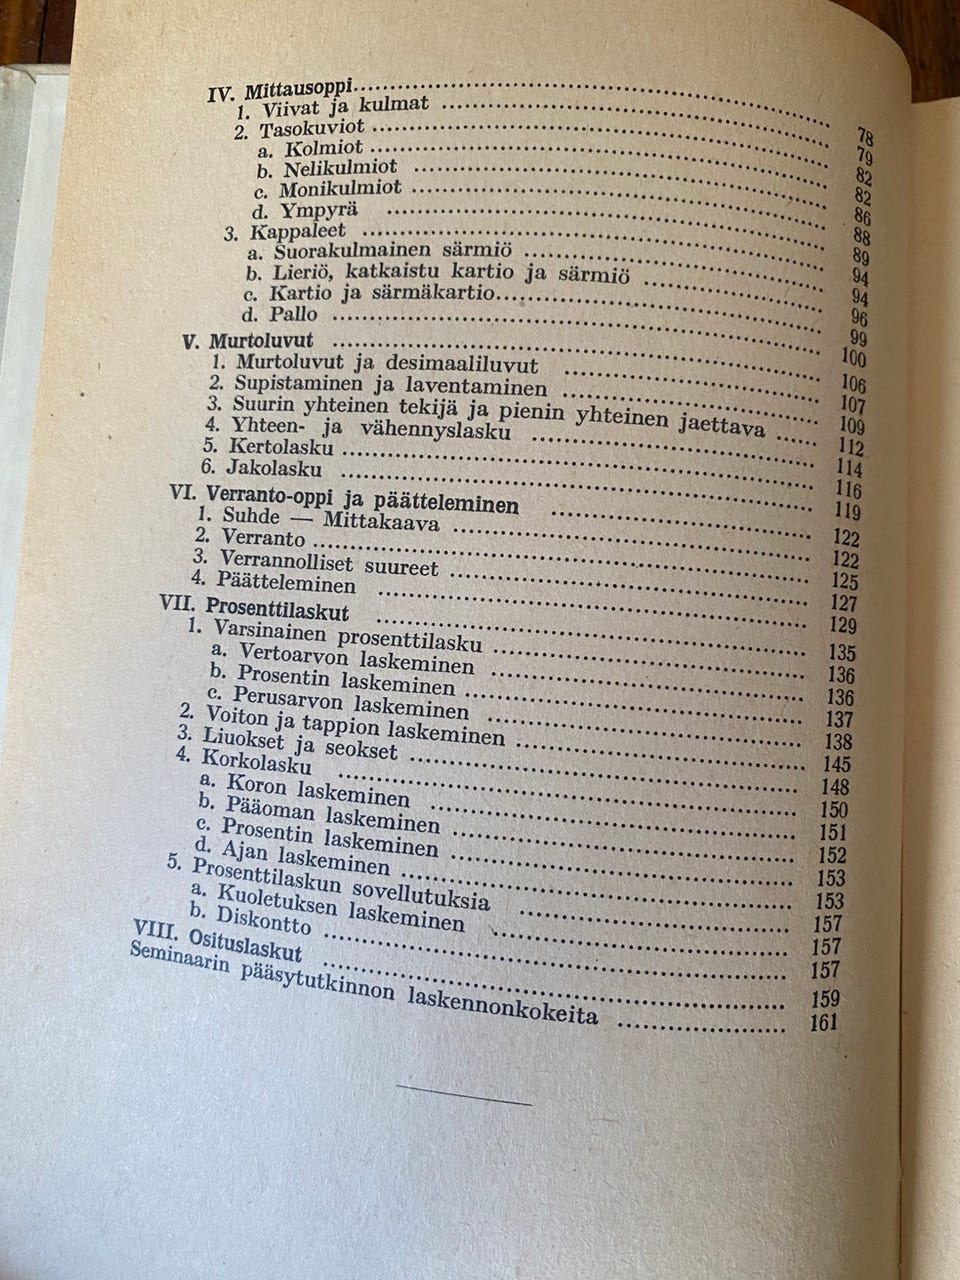 IV. Mittausoppi 78
1. Viivat ja kulmat 79
2. Tasokuviot 82
a. Kolmiot 82
b. Nelikulmiot 86
c. Monikulmiot 88
d. Ympyrä 89
3. Kappaleet 94
a. Suorakulmainen särmiö 94
b. Lieriö, katkaistu kartio ja särmiö 96
c. Kartio ja särmäkartio 99
d. Pallo 100
V. Murtoluvut 106
1. Murtoluvut ja desimaaliluvut 107
2. Supistaminen ja laventaminen 109
3. Suurin yhteinen tekijä ja pienin yhteinen jaettava 112
4. Yhteen- ja vähennyslasku 114
5. Kertolasku 116
6. Jakolasku 119
VI. Verranto-oppi ja päätteleminen 122
1. Suhde — Mittakaava 122
2. Verranto 125
3. Verrannolliset suureet 127
4. Päätteleminen 129
VII. Prosenttilaskut 135
1. Varsinainen prosenttilasku 136
a. Vertoarvon laskeminen 136
b. Prosentin laskeminen 137
c. Perusarvon laskeminen 138
2. Voiton ja tappion laskeminen 145
3. Liuokset ja seokset 148
4. Korkolasku 150
a. Koron laskeminen 151
b. Pääoman laskeminen 152
c. Prosentin laskeminen 153
d. Ajan laskeminen 153
5. Prosenttilaskun sovellutuksia 157
a. Kuoletuksen laskeminen 157
b. Diskontto 157
VIII. Osituslaskut 159
Seminaarin pääsytutkinnon laskennonkokeita 161